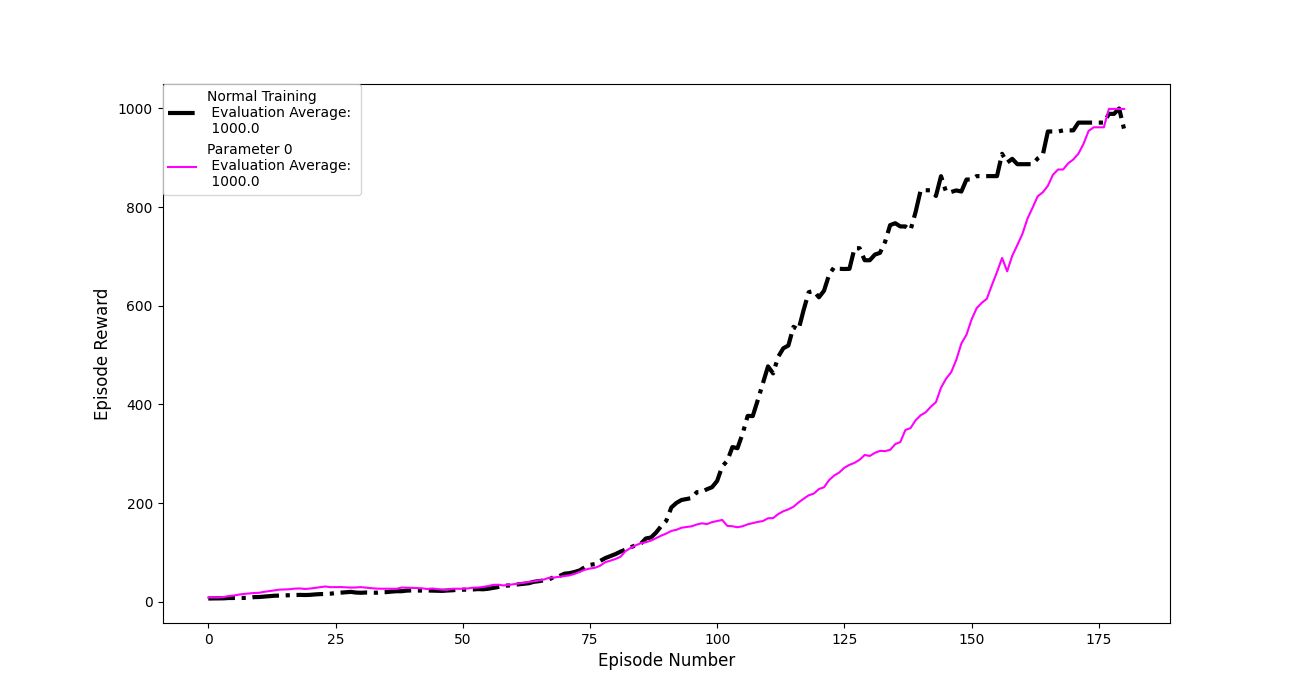 Normal Training
Evaluation Average:
1000.0
Parameter 0
Evaluation Average:
1000.0
1000
800
600
400
200
0
Episode Reward
0 25 50 75 100 125 150 175
Episode Number